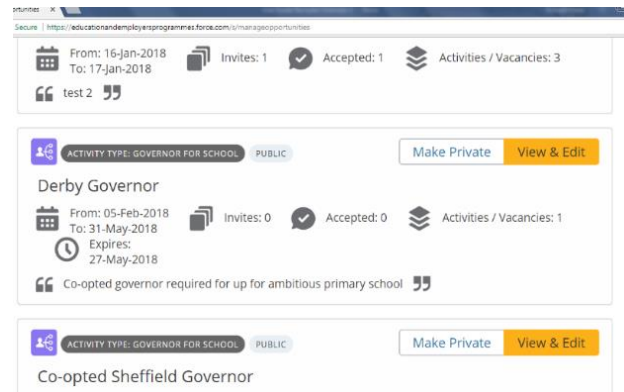 ortunities ×
Secure | https://educationandemployersprogrammes.force.com/s/manageopportunities
From: 16-Jan-2018
To: 17-Jan-2018
Invites: 1
Accepted: 1
Activities / Vacancies: 3
test 2
ACTIVITY TYPE: GOVERNOR FOR SCHOOL
PUBLIC
Make Private
View & Edit
Derby Governor
From: 05-Feb-2018
To: 31-May-2018
Invites: 0
Accepted: 0
Activities / Vacancies: 1
Expires:
27-May-2018
Co-opted governor required for up for ambitious primary school
ACTIVITY TYPE: GOVERNOR FOR SCHOOL
PUBLIC
Make Private
View & Edit
Co-opted Sheffield Governor